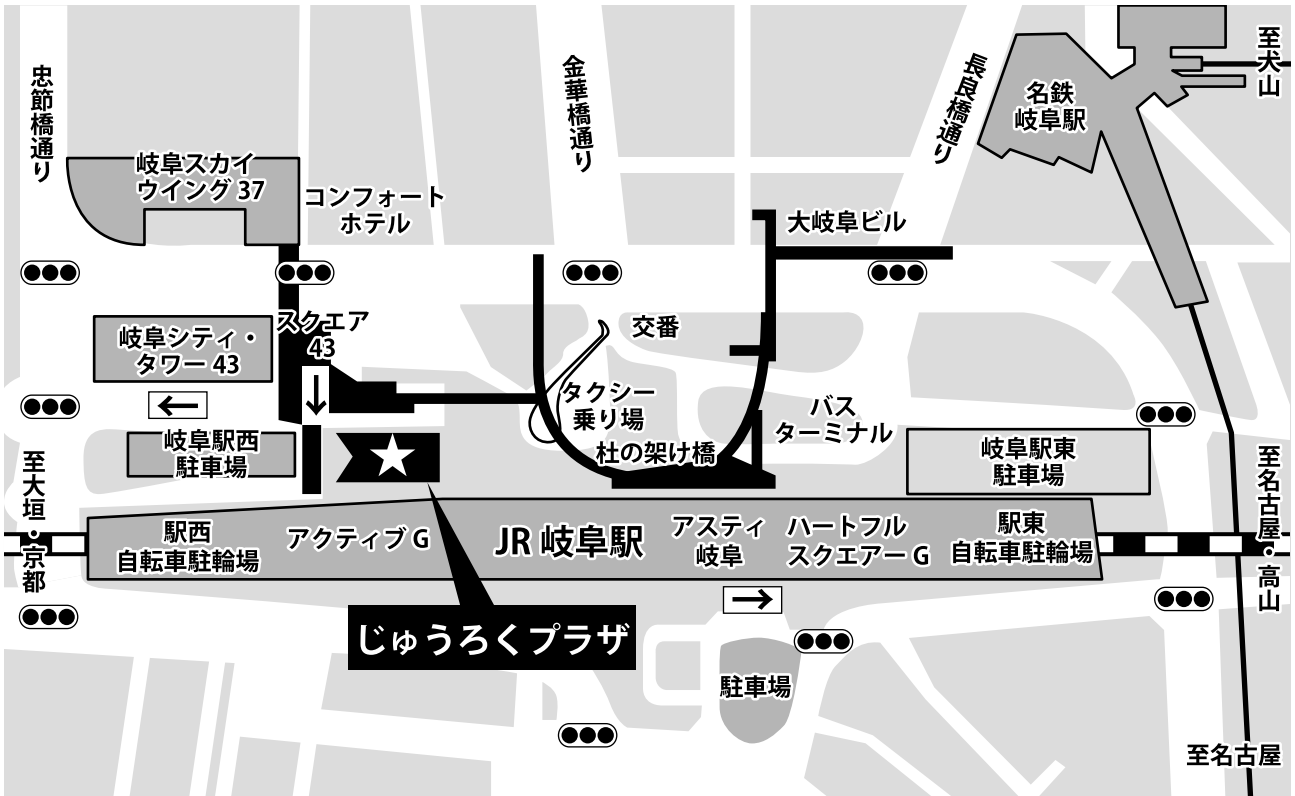 忠節橋通り
金華橋通り
長良橋通り
名鉄
岐阜駅
至犬山
岐阜スカイ
ウイング 37
コンフォート
ホテル
大岐阜ビル
岐阜シティ・
タワー 43
スクエア
43
交番
タクシー
乗り場
杜の架け橋
バス
ターミナル
岐阜駅西
駐車場
岐阜駅東
駐車場
至大垣・京都
駅西
自転車駐輪場
アクティブ G
JR 岐阜駅
アスティ
岐阜
ハートフル
スクエアー G
駅東
自転車駐輪場
至名古屋・高山
じゅうろくプラザ
駐車場
至名古屋